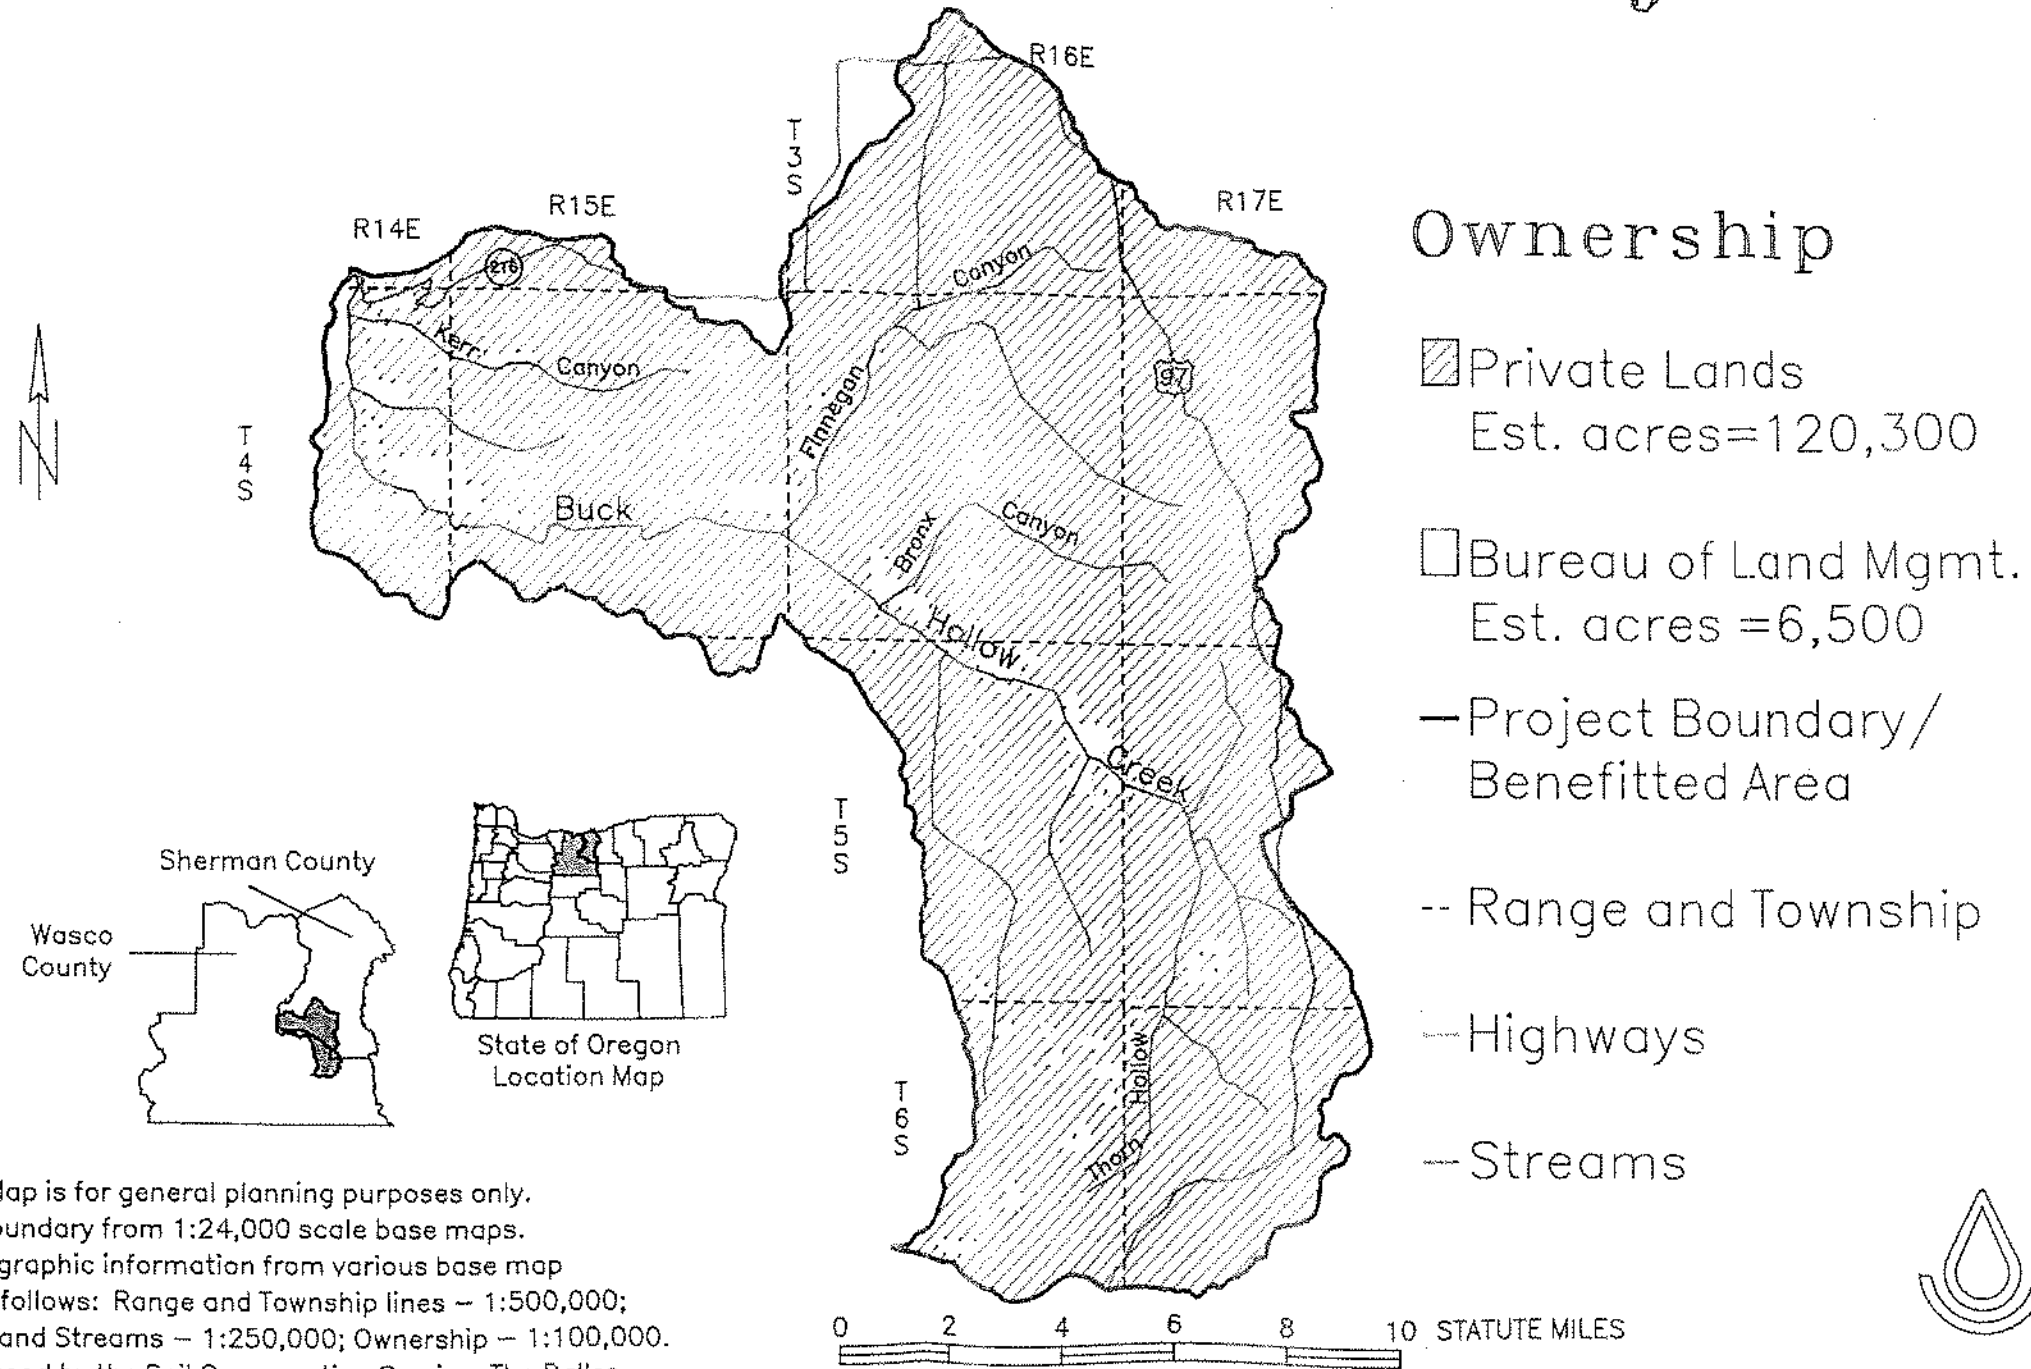 R16E
T
3
S
R17E
R15E
R14E
216
Canyon
Kerr
Canyon
97
Finnegan
T
4
S
Buck
Bronx
Canyon
Hollow
Creek
T
5
S
Hollow
Thorn
T
6
S
N
Ownership
Private Lands
Est. acres=120,300
Bureau of Land Mgmt.
Est. acres =6,500
Project Boundary/
Benefitted Area
Range and Township
Highways
Streams
Sherman County
Wasco
County
State of Oregon
Location Map
is for general planning purposes only.
from 1:24,000 scale base maps.
information from various base map
follows: Range and Township lines – 1:500,000;
and Streams – 1:250,000; Ownership – 1:100,000.
0 2 4 6 8 10 STATUTE MILES